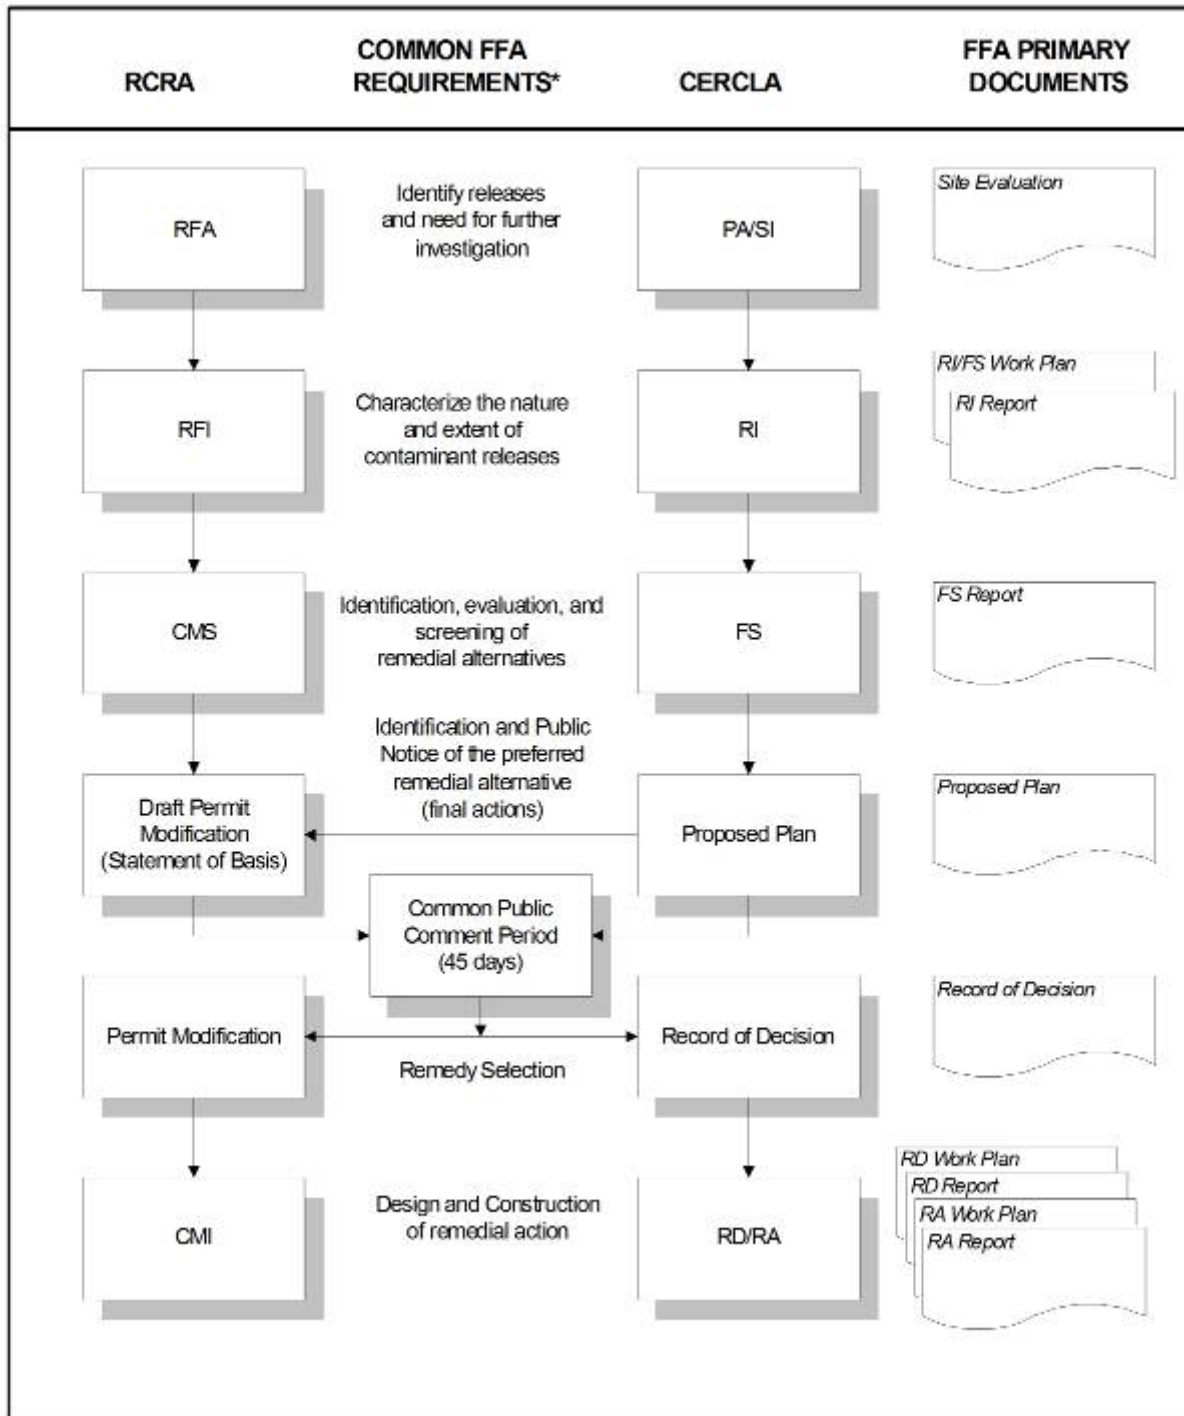 RCRA
COMMON FFA
REQUIREMENTS*
CERCLA
FFA PRIMARY
DOCUMENTS
RFA
Identify releases
and need for further
investigation
PA/SI
Site Evaluation
RFI
Characterize the nature
and extent of
contaminant releases
RI
RI/FS Work Plan
RI Report
CMS
Identification, evaluation, and
screening of
remedial alternatives
FS
FS Report
Identification and Public
Notice of the preferred
remedial alternative
(final actions)
Draft Permit
Modification
(Statement of Basis)
Proposed Plan
Proposed Plan
Common Public
Comment Period
(45 days)
Permit Modification
Remedy Selection
Record of Decision
Record of Decision
CMI
Design and Construction
of remedial action
RD/RA
RD Work Plan
RD Report
RA Work Plan
RA Report